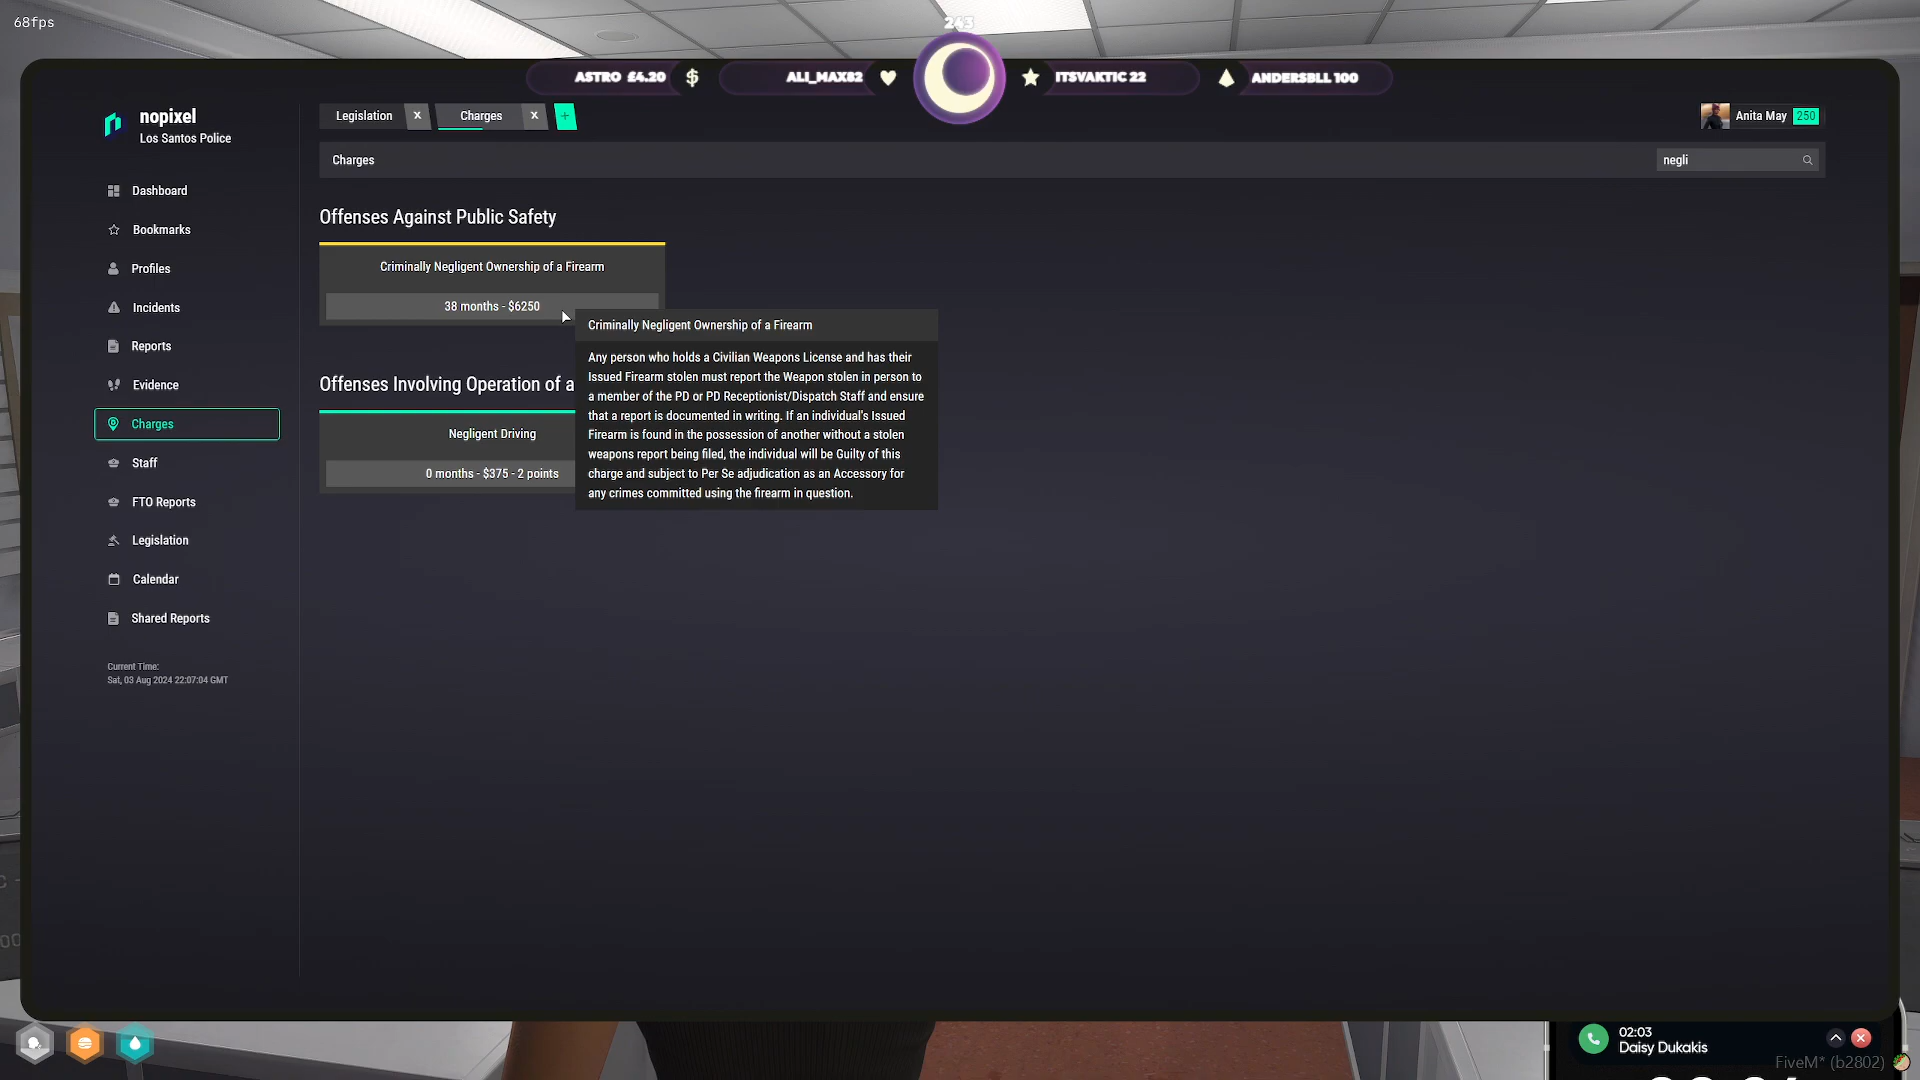 68fps
243
ASTRO £4.20
ALI_MAX82
ITSVAKTIC 22
ANDERSBLL 100
nopixel
Los Santos Police
Legislation x
Charges x
+
Anita May 250
Charges
negli
Dashboard
Bookmarks
Profiles
Incidents
Reports
Evidence
Charges
Staff
FTO Reports
Legislation
Calendar
Shared Reports
Current Time:
Sat, 03 Aug 2024 22:07:04 GMT
Offenses Against Public Safety
Criminally Negligent Ownership of a Firearm
38 months - $6250
Offenses Involving Operation of a
Negligent Driving
0 months - $375 - 2 points
Criminally Negligent Ownership of a Firearm
Any person who holds a Civilian Weapons License and has their
Issued Firearm stolen must report the Weapon stolen in person to
a member of the PD or PD Receptionist/Dispatch Staff and ensure
that a report is documented in writing. If an individual's Issued
Firearm is found in the possession of another without a stolen
weapons report being filed, the individual will be Guilty of this
charge and subject to Per Se adjudication as an Accessory for
any crimes committed using the firearm in question.
02:03
Daisy Dukakis
FiveM* (b2802)